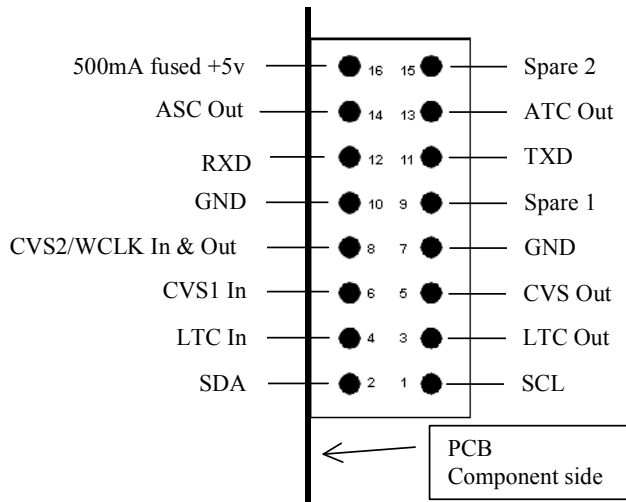 500mA fused +5v 16 15 Spare 2
ASC Out 14 13 ATC Out
RXD 12 11 TXD
GND 10 9 Spare 1
CVS2/WCLK In & Out 8 7 GND
CVS1 In 6 5 CVS Out
LTC In 4 3 LTC Out
SDA 2 1 SCL
PCB
Component side